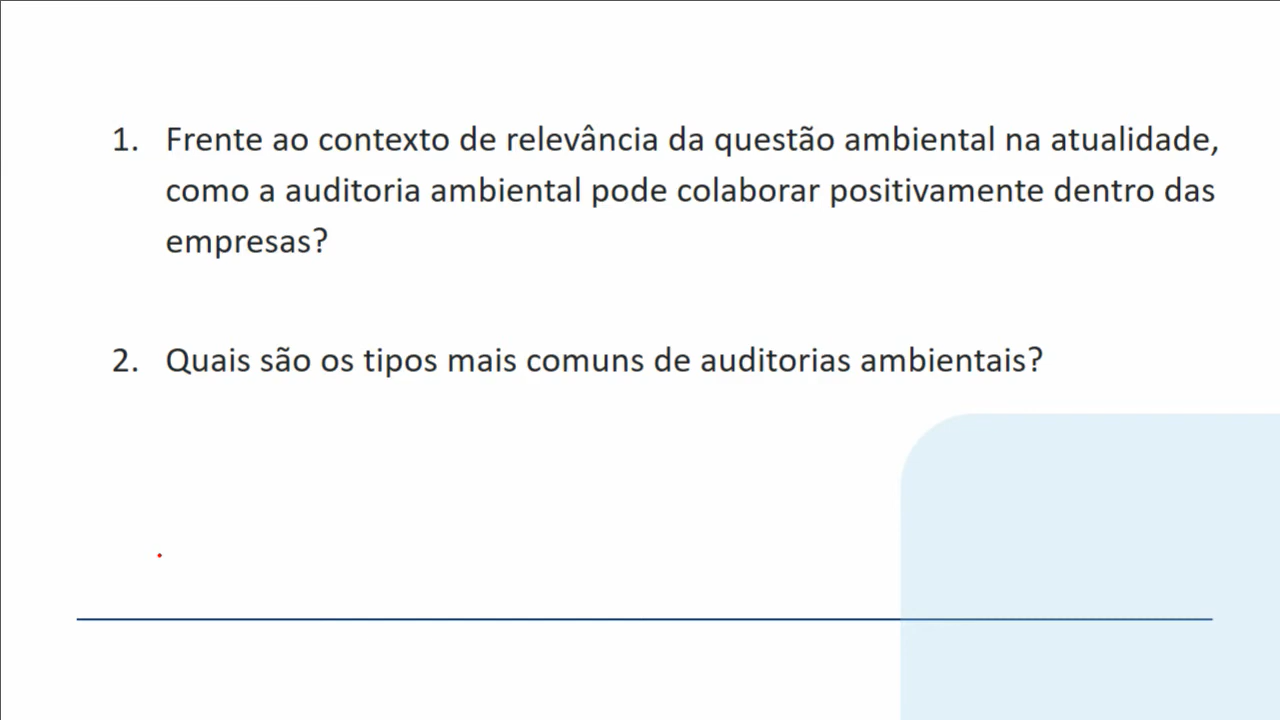 1. Frente ao contexto de relevância da questão ambiental na atualidade,
como a auditoria ambiental pode colaborar positivamente dentro das
empresas?
2. Quais são os tipos mais comuns de auditorias ambientais?